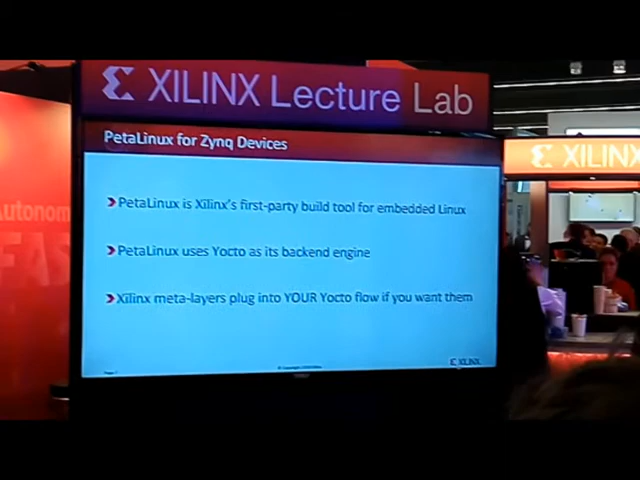 XILINX Lecture Lab
PetaLinux for Zynq Devices
PetaLinux is Xilinx's first-party build tool for embedded Linux
PetaLinux uses Yocto as its backend engine
Xilinx meta-layers plug into YOUR Yocto flow if you want them
XILINX
XILINX
Autonom
EAS